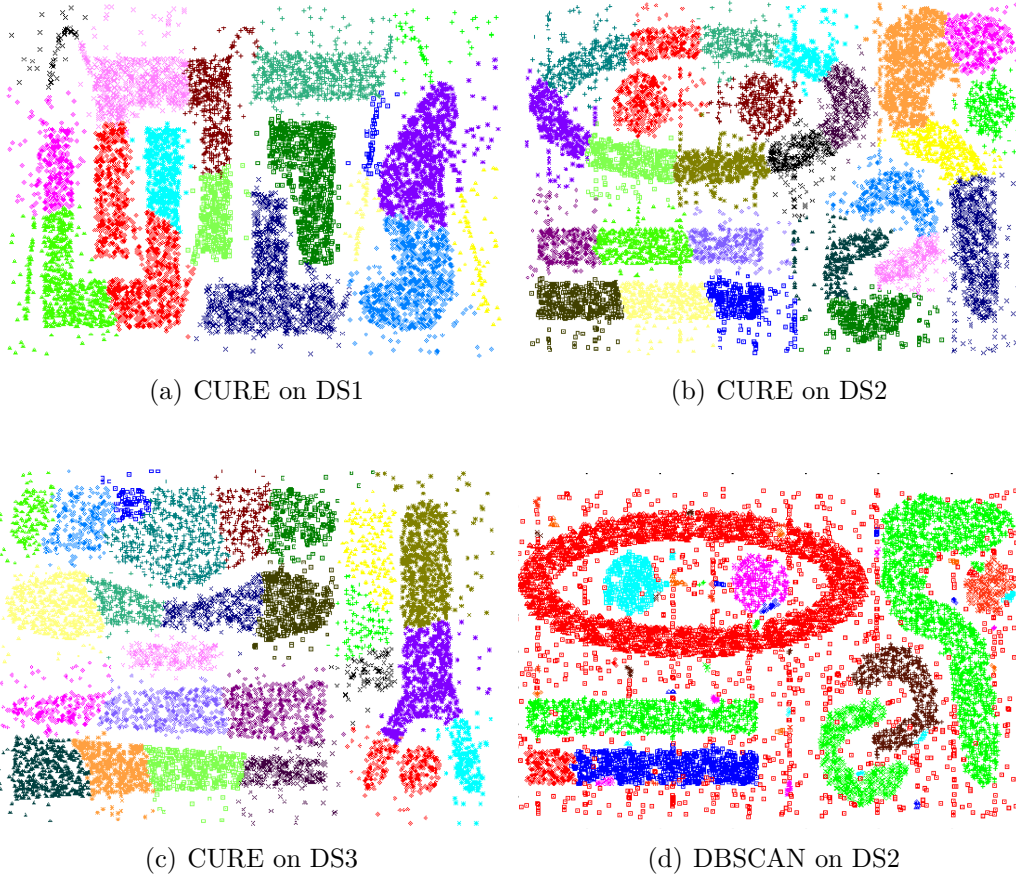 (a) CURE on DS1
(b) CURE on DS2
(c) CURE on DS3
(d) DBSCAN on DS2